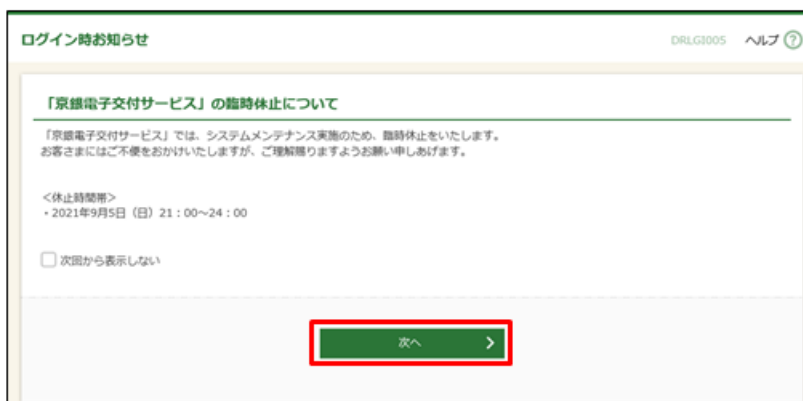 ログイン時お知らせ
DRLGI005 ヘルプ ?
「京銀電子交付サービス」の臨時休止について
「京銀電子交付サービス」では、システムメンテナンス実施のため、臨時休止をいたします。
お客さまにはご不便をおかけいたしますが、ご理解賜りますようお願い申しあげます。
<休止時間帯>
・2021年9月5日（日）21：00～24：00
次回から表示しない
次へ